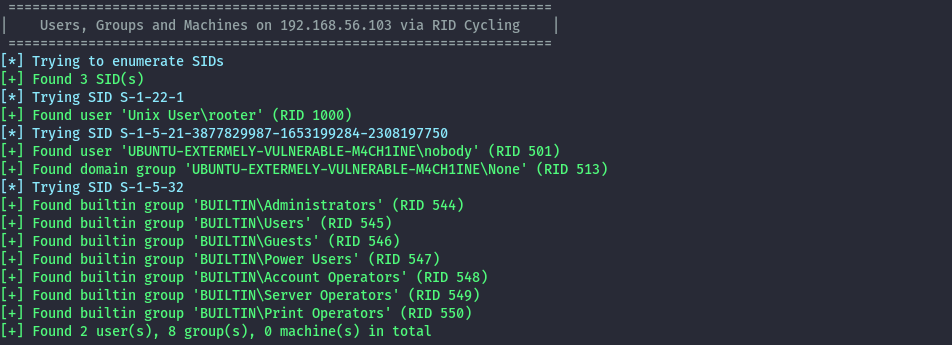 ====================================================================
|    Users, Groups and Machines on 192.168.56.103 via RID Cycling    |
====================================================================
[*] Trying to enumerate SIDs
[+] Found 3 SID(s)
[*] Trying SID S-1-22-1
[+] Found user 'Unix User\rooter' (RID 1000)
[*] Trying SID S-1-5-21-3877829987-1653199284-2308197750
[+] Found user 'UBUNTU-EXTERMELY-VULNERABLE-M4CH1INE\nobody' (RID 501)
[+] Found domain group 'UBUNTU-EXTERMELY-VULNERABLE-M4CH1INE\None' (RID 513)
[*] Trying SID S-1-5-32
[+] Found builtin group 'BUILTIN\Administrators' (RID 544)
[+] Found builtin group 'BUILTIN\Users' (RID 545)
[+] Found builtin group 'BUILTIN\Guests' (RID 546)
[+] Found builtin group 'BUILTIN\Power Users' (RID 547)
[+] Found builtin group 'BUILTIN\Account Operators' (RID 548)
[+] Found builtin group 'BUILTIN\Server Operators' (RID 549)
[+] Found builtin group 'BUILTIN\Print Operators' (RID 550)
[+] Found 2 user(s), 8 group(s), 0 machine(s) in total